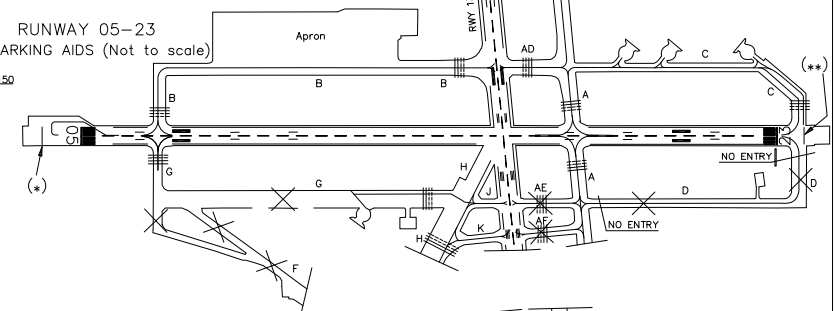 RUNWAY 05-23
ARKING AIDS (Not to scale)
50
Apron
RWY 1
AD
C
(**)
B
B
B
A
C
B
05
23
NO ENTRY
(*)
G
H
A
G
J
AE
D
D
K
AF
NO ENTRY
H
F